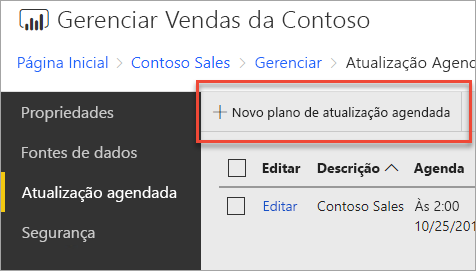 Gerenciar Vendas da Contoso
Página Inicial > Contoso Sales > Gerenciar > Atualização Agen
Propriedades
Fontes de dados
Atualização agendada
Segurança
+ Novo plano de atualização agendada
Editar Descrição Agenda
Editar Contoso Sales Às 2:00
10/25/201